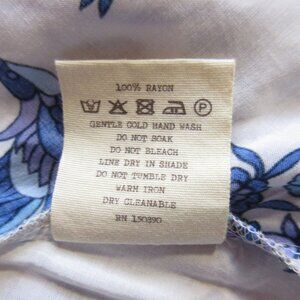 100% RAYON
P
GENTLE COLD HAND WASH
DO NOT SOAK
DO NOT BLEACH
LINE DRY IN SHADE
DO NOT TUMBLE DRY
WARM IRON
DRY CLEANABLE
RN 150890